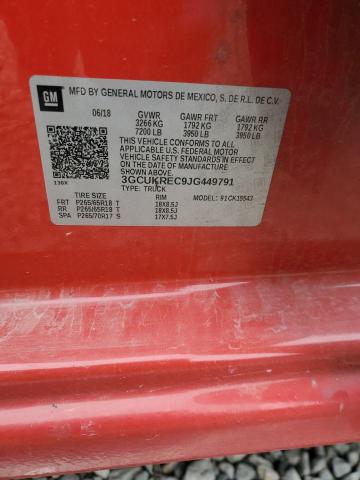 GM
MFD BY GENERAL MOTORS DE MEXICO, S. DE R.L. DE C.V.
06/18 GVWR GAWR FRT GAWR RR
3266 KG 1792 KG 1792 KG
7200 LB 3950 LB 3950 LB
THIS VEHICLE CONFORMS TO ALL APPLICABLE
U.S. FEDERAL MOTOR VEHICLE SAFETY STANDARDS
IN EFFECT ON THE DATE OF MANUFACTURE SHOWN ABOVE.
3GCUKREC9JG449791
TYPE: TRUCK MODEL: 91CK15543
TIRE SIZE RIM
FRT P265/65R18 T 18X8.5J
RR P265/65R18 T 18X8.5J
SPA P265/70R17 S 17X7.5J